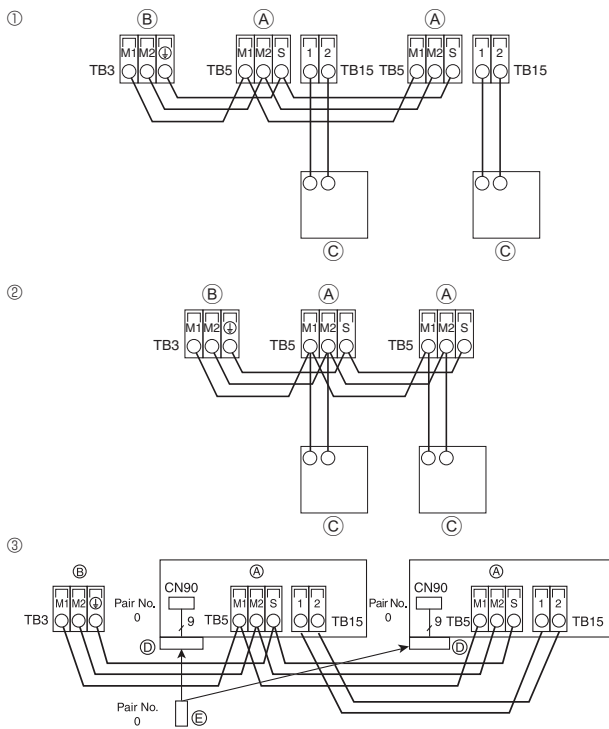 ①
B A A
M1 M2 ⏚ M1 M2 S 1 2 M1 M2 S 1 2
TB3 TB5 TB15 TB5 TB15
C C
②
B A A
M1 M2 ⏚ M1 M2 S M1 M2 S
TB3 TB5 TB5
C C
③
B A A
CN90 CN90
M1 M2 ⏚ Pair No. M1 M2 S 1 2 Pair No. M1 M2 S 1 2
TB3 0 9 TB5 TB15 0 9 TB5 TB15
D D
Pair No.
0 E